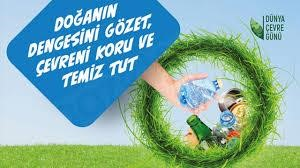 DOĞANIN
DENGESİNİ GÖZET,
ÇEVRENİ KORU VE
TEMİZ TUT
DÜNYA
ÇEVRE
GÜNÜ